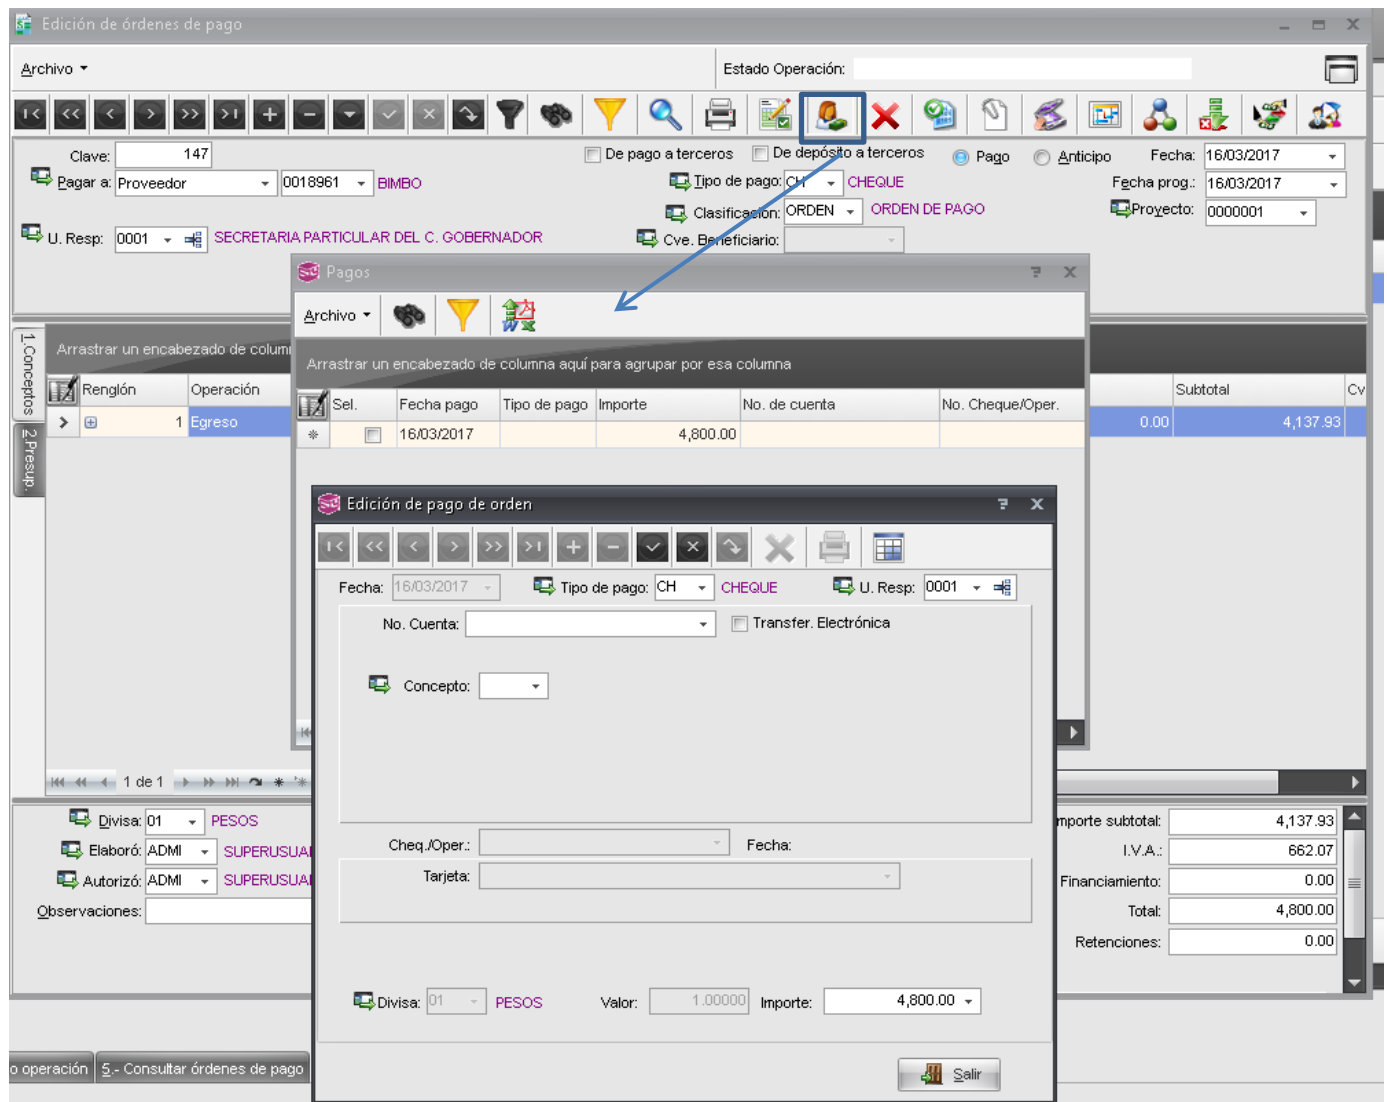 Edición de órdenes de pago
Archivo
Estado Operación:
Clave: 147
De pago a terceros
De depósito a terceros
Pago
Anticipo
Fecha: 16/03/2017
Pagar a: Proveedor 0018961 BIMBO
Tipo de pago: CH CHEQUE
Fecha prog.: 16/03/2017
Clasificación: ORDEN ORDEN DE PAGO
Proyecto: 0000001
U. Resp: 0001 SECRETARIA PARTICULAR DEL C. GOBERNADOR
Cve. Beneficiario:
Pagos
Archivo
1.Conceptos
2.Presup.
Arrastrar un encabezado de colum
Arrastrar un encabezado de columna aquí para agrupar por esa columna
Renglón Operación
Subtotal Cv
Sel. Fecha pago Tipo de pago Importe No. de cuenta No. Cheque/Oper.
1 Egreso
0.00 4,137.93
16/03/2017 4,800.00
Edición de pago de orden
Fecha: 16/03/2017
Tipo de pago: CH CHEQUE
U. Resp: 0001
No. Cuenta:
Transfer. Electrónica
Concepto:
1 de 1
Divisa: 01 PESOS
Importe subtotal: 4,137.93
Elaboró: ADMI SUPERUSUA
Cheq./Oper.:
Fecha:
I.V.A.: 662.07
Autorizó: ADMI SUPERUSUA
Tarjeta:
Financiamiento: 0.00
Observaciones:
Total: 4,800.00
Retenciones: 0.00
Divisa: 01 PESOS
Valor: 1.00000
Importe: 4,800.00
o operación
5.- Consultar órdenes de pago
Salir